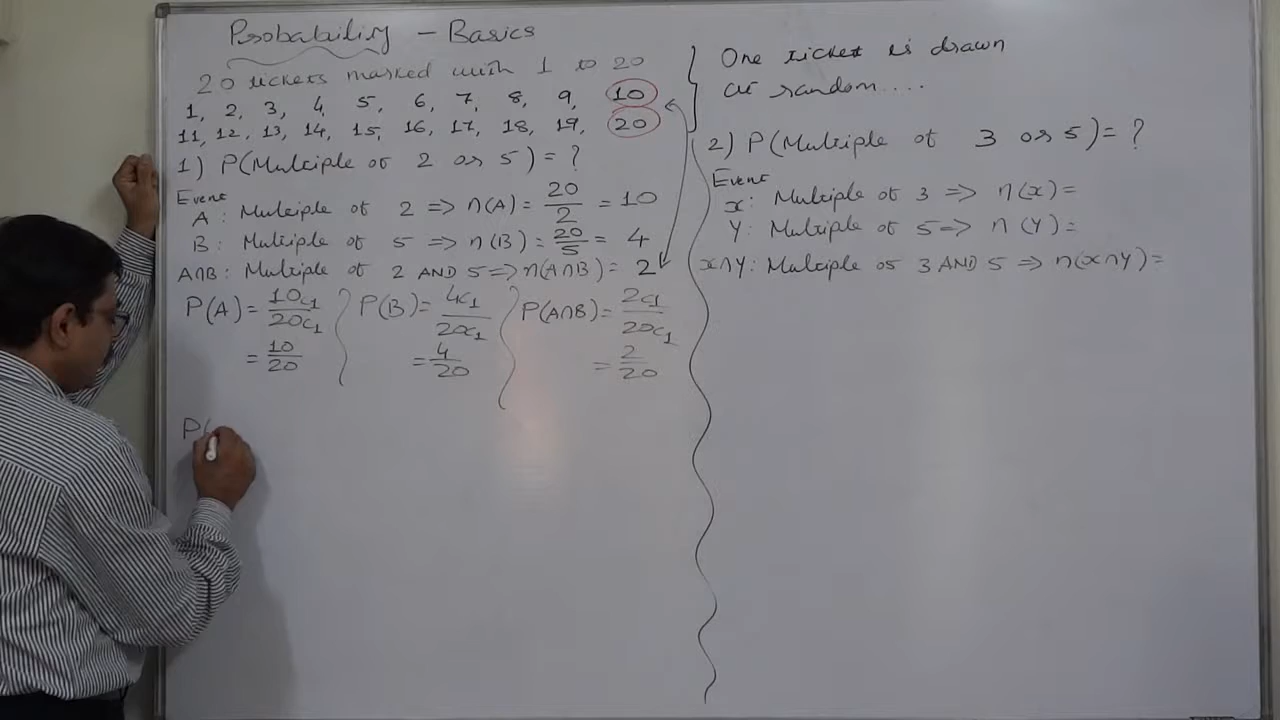 Probability - Basics
20 tickets marked with 1 to 20
1, 2, 3, 4, 5, 6, 7, 8, 9, 10
11, 12, 13, 14, 15, 16, 17, 18, 19, 20
1) P(Multiple of 2 or 5) = ?
Event
A : Multiple of 2 => n(A) = 20/2 = 10
B : Multiple of 5 => n(B) = 20/5 = 4
A∩B : Multiple of 2 AND 5 => n(A∩B) = 2
P(A) = 10C1/20C1
= 10/20
P(B) = 4C1/20C1
= 4/20
P(A∩B) = 2C1/20C1
= 2/20
P(
One ticket is drawn
at random....
2) P(Multiple of 3 or 5) = ?
Event
x : Multiple of 3 => n(x) =
Y : Multiple of 5 => n(Y) =
x∩Y : Multiple of 3 AND 5 => n(x∩Y) =